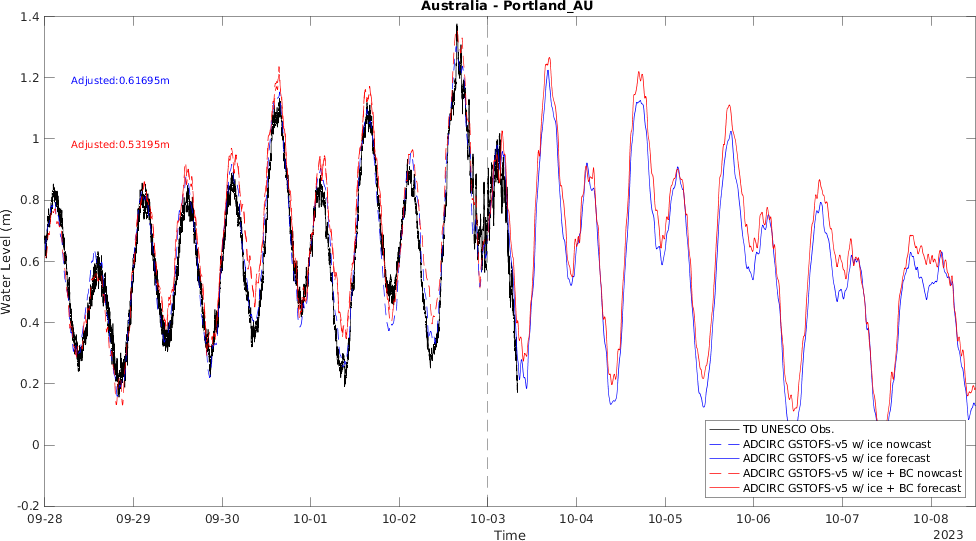 Australia - Portland_AU
1.4
1.2
1
0.8
0.6
0.4
0.2
0
-0.2
Water Level (m)
Adjusted:0.61695m
Adjusted:0.53195m
TD UNESCO Obs.
ADCIRC GSTOFS-v5 w/ ice nowcast
ADCIRC GSTOFS-v5 w/ ice forecast
ADCIRC GSTOFS-v5 w/ ice + BC nowcast
ADCIRC GSTOFS-v5 w/ ice + BC forecast
09-28 09-29 09-30 10-01 10-02 10-03 10-04 10-05 10-06 10-07 10-08
Time
2023